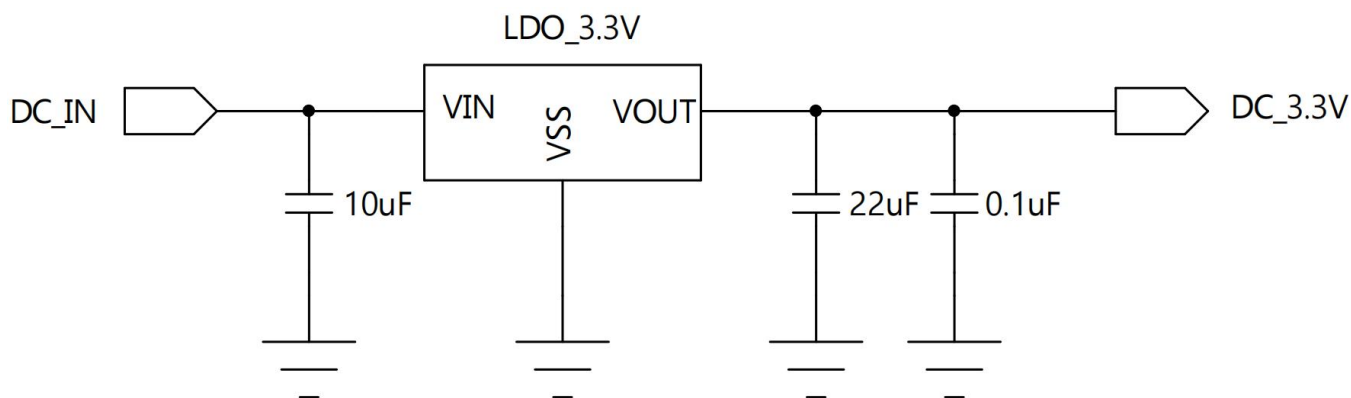 LDO_3.3V
DC_IN
VIN
VSS
VOUT
DC_3.3V
10uF
22uF
0.1uF